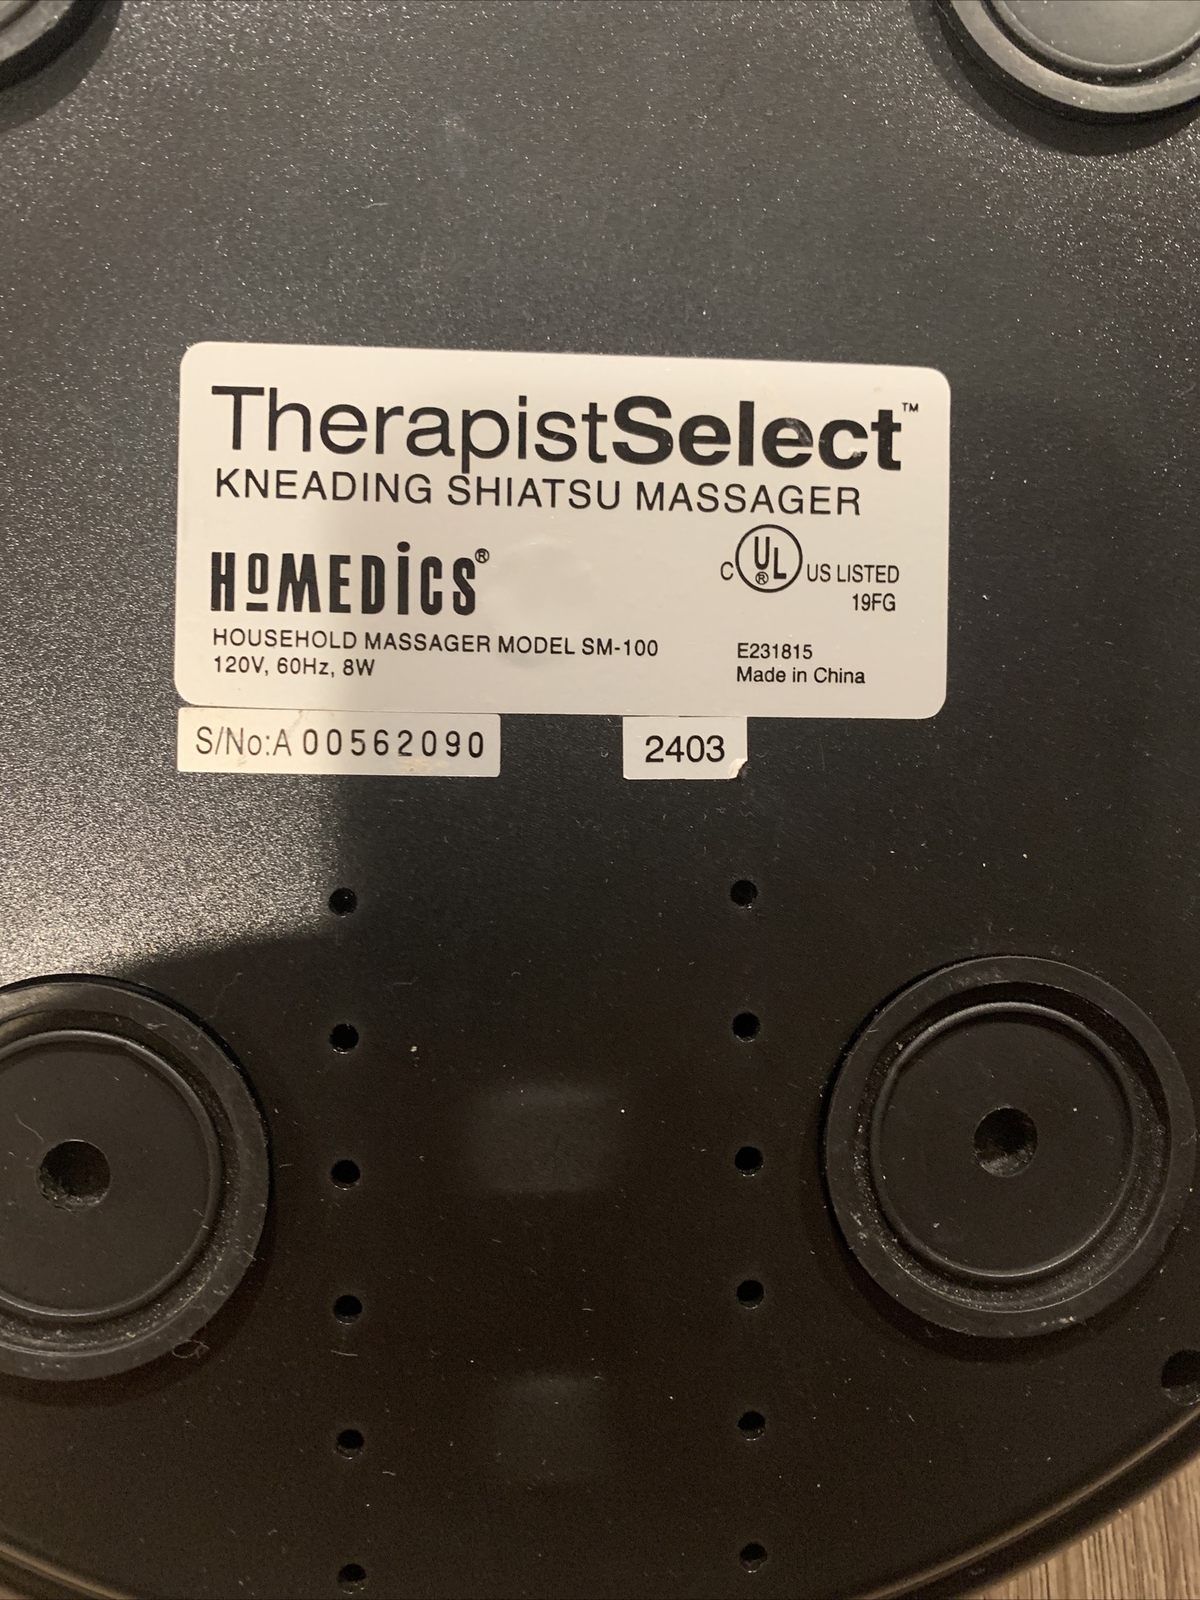 TherapistSelect™
KNEADING SHIATSU MASSAGER
HoMEDiCS®
C UL® US LISTED
19FG
HOUSEHOLD MASSAGER MODEL SM-100
120V, 60Hz, 8W
E231815
Made in China
S/No:A 00562090
2403